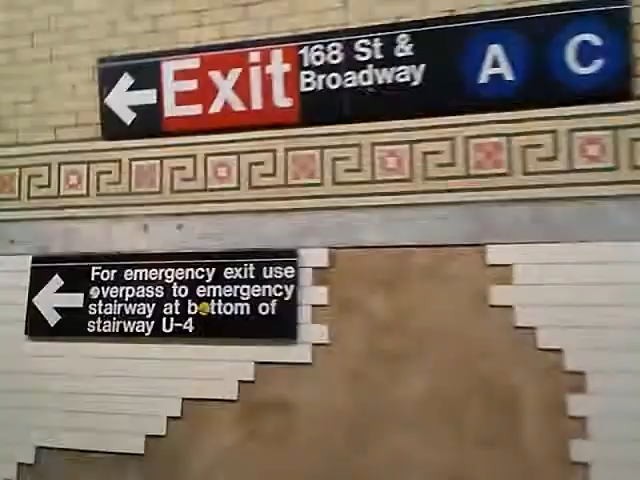 Exit 168 St & Broadway A C
For emergency exit use
overpass to emergency
stairway at bottom of
stairway U-4